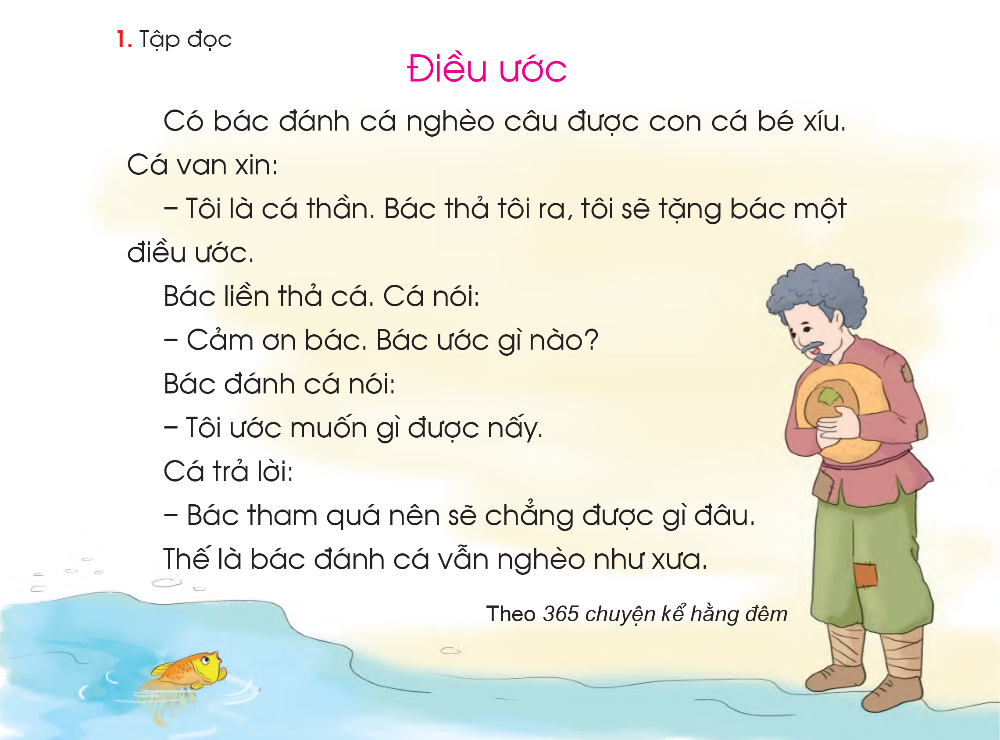 1. Tập đọc
Điều ước
Có bác đánh cá nghèo câu được con cá bé xíu.
Cá van xin:
– Tôi là cá thần. Bác thả tôi ra, tôi sẽ tặng bác một
điều ước.
Bác liền thả cá. Cá nói:
– Cảm ơn bác. Bác ước gì nào?
Bác đánh cá nói:
– Tôi ước muốn gì được nấy.
Cá trả lời:
– Bác tham quá nên sẽ chẳng được gì đâu.
Thế là bác đánh cá vẫn nghèo như xưa.
Theo 365 chuyện kể hằng đêm